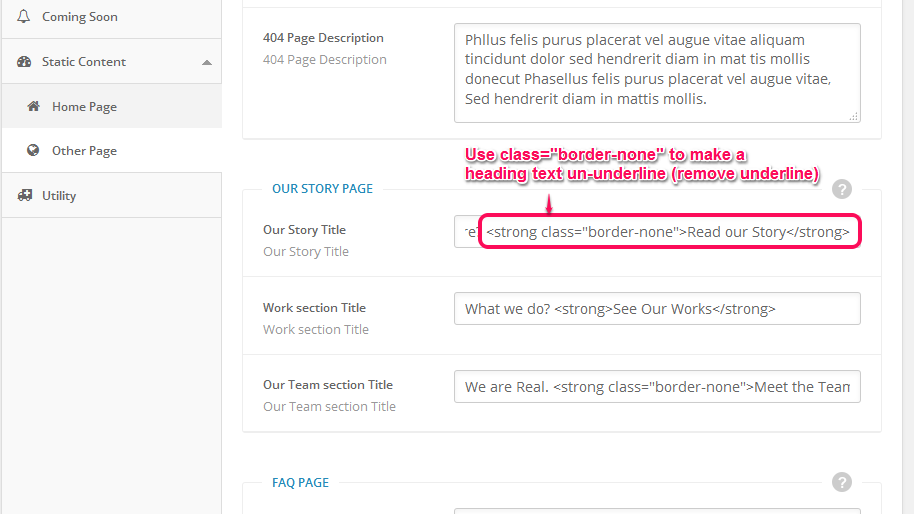 Coming Soon
Static Content
Home Page
Other Page
Utility
404 Page Description
404 Page Description
Phllus felis purus placerat vel augue vitae aliquam
tincidunt dolor sed hendrerit diam in mat tis mollis
donecut Phasellus felis purus placerat vel augue vitae,
Sed hendrerit diam in mattis mollis.
Use class="border-none" to make a
heading text un-underline (remove underline)
OUR STORY PAGE
?
Our Story Title
Our Story Title
<strong class="border-none">Read our Story</strong>
Work section Title
Work section Title
What we do? <strong>See Our Works</strong>
Our Team section Title
Our Team section Title
We are Real. <strong class="border-none">Meet the Team
FAQ PAGE
?